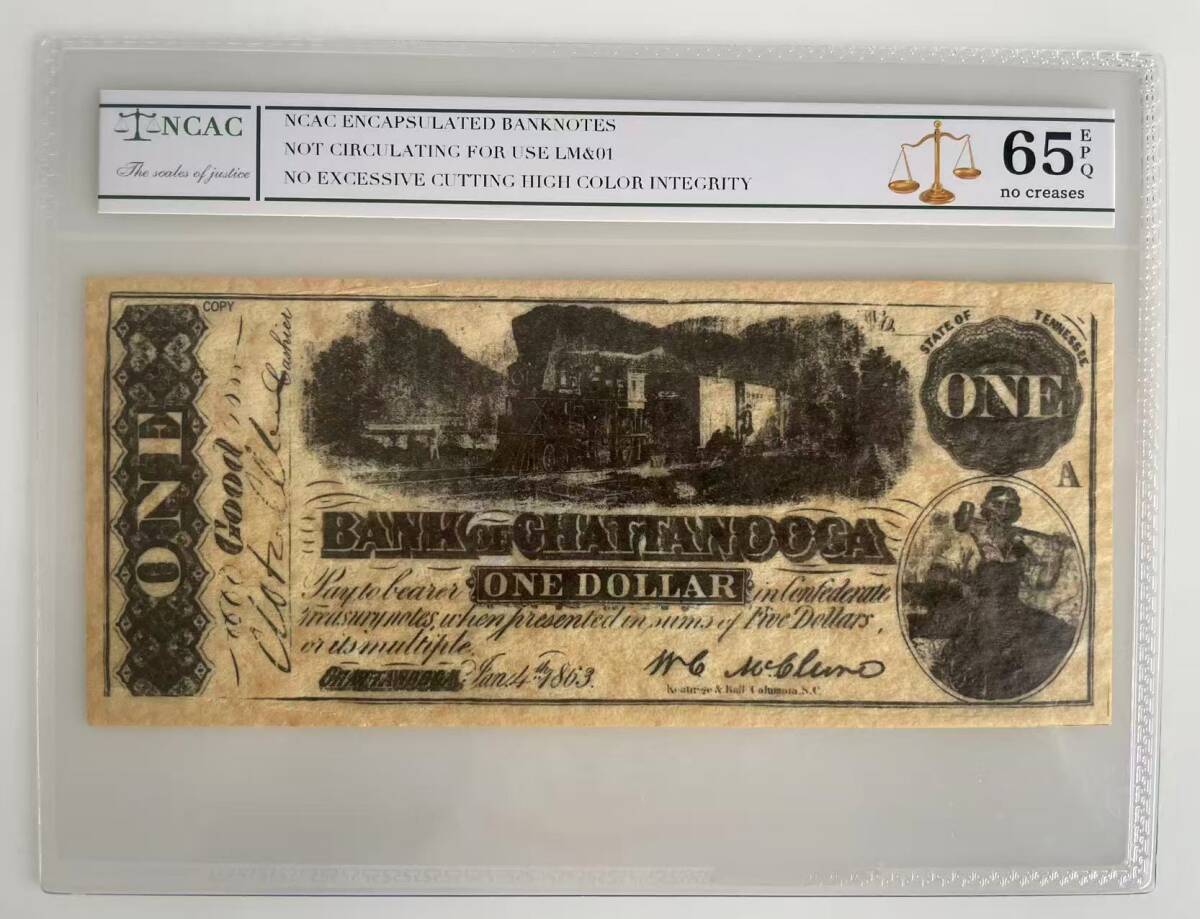 NCAC
The scales of justice
NCAC ENCAPSULATED BANKNOTES
NOT CIRCULATING FOR USE LM&01
NO EXCESSIVE CUTTING HIGH COLOR INTEGRITY
65 EPQ
no creases
COPY
ONE
Good
Cashier
STATE OF TENNESSEE
ONE
A
BANK OF CHATTANOOGA
Pay to bearer ONE DOLLAR in Confederate
Treasury notes, when presented in sums of Five Dollars,
or its multiple.
CHATTANOOGA, Jan. 4th 1863.
Keatinge & Ball Columbia, S.C.